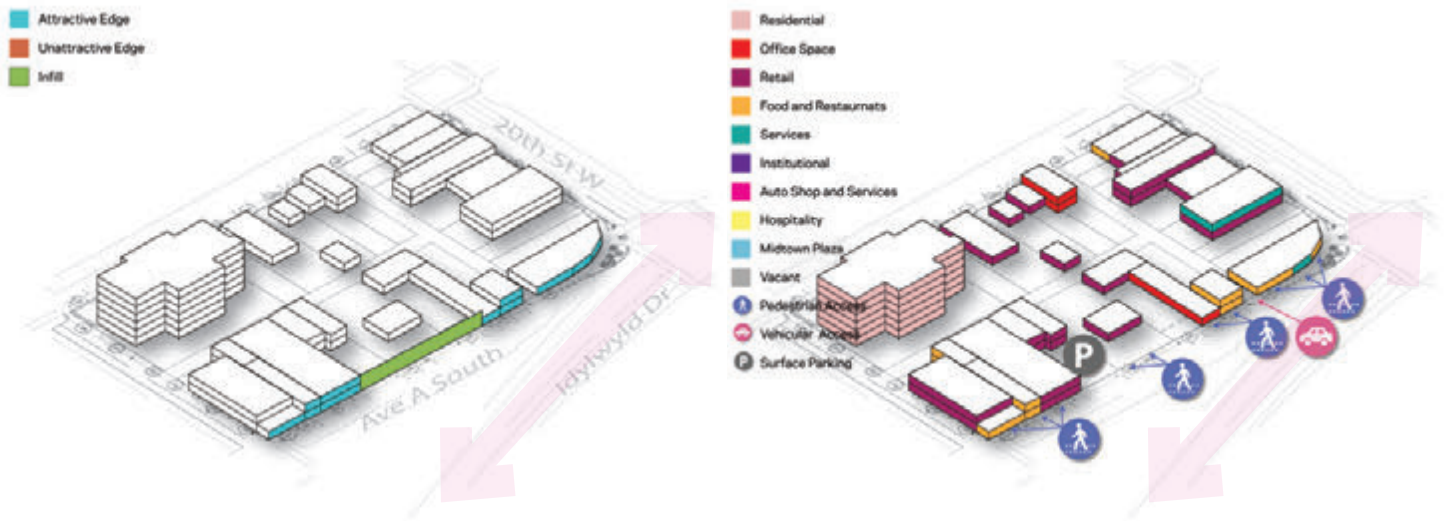 Attractive Edge
Unattractive Edge
Infill
20th St W
Ave A South
Idylwyld Dr
Residential
Office Space
Retail
Food and Restaurnats
Services
Institutional
Auto Shop and Services
Hospitality
Midtown Plaza
Vacant
Pedestrian Access
Vehicular Access
P Surface Parking
P